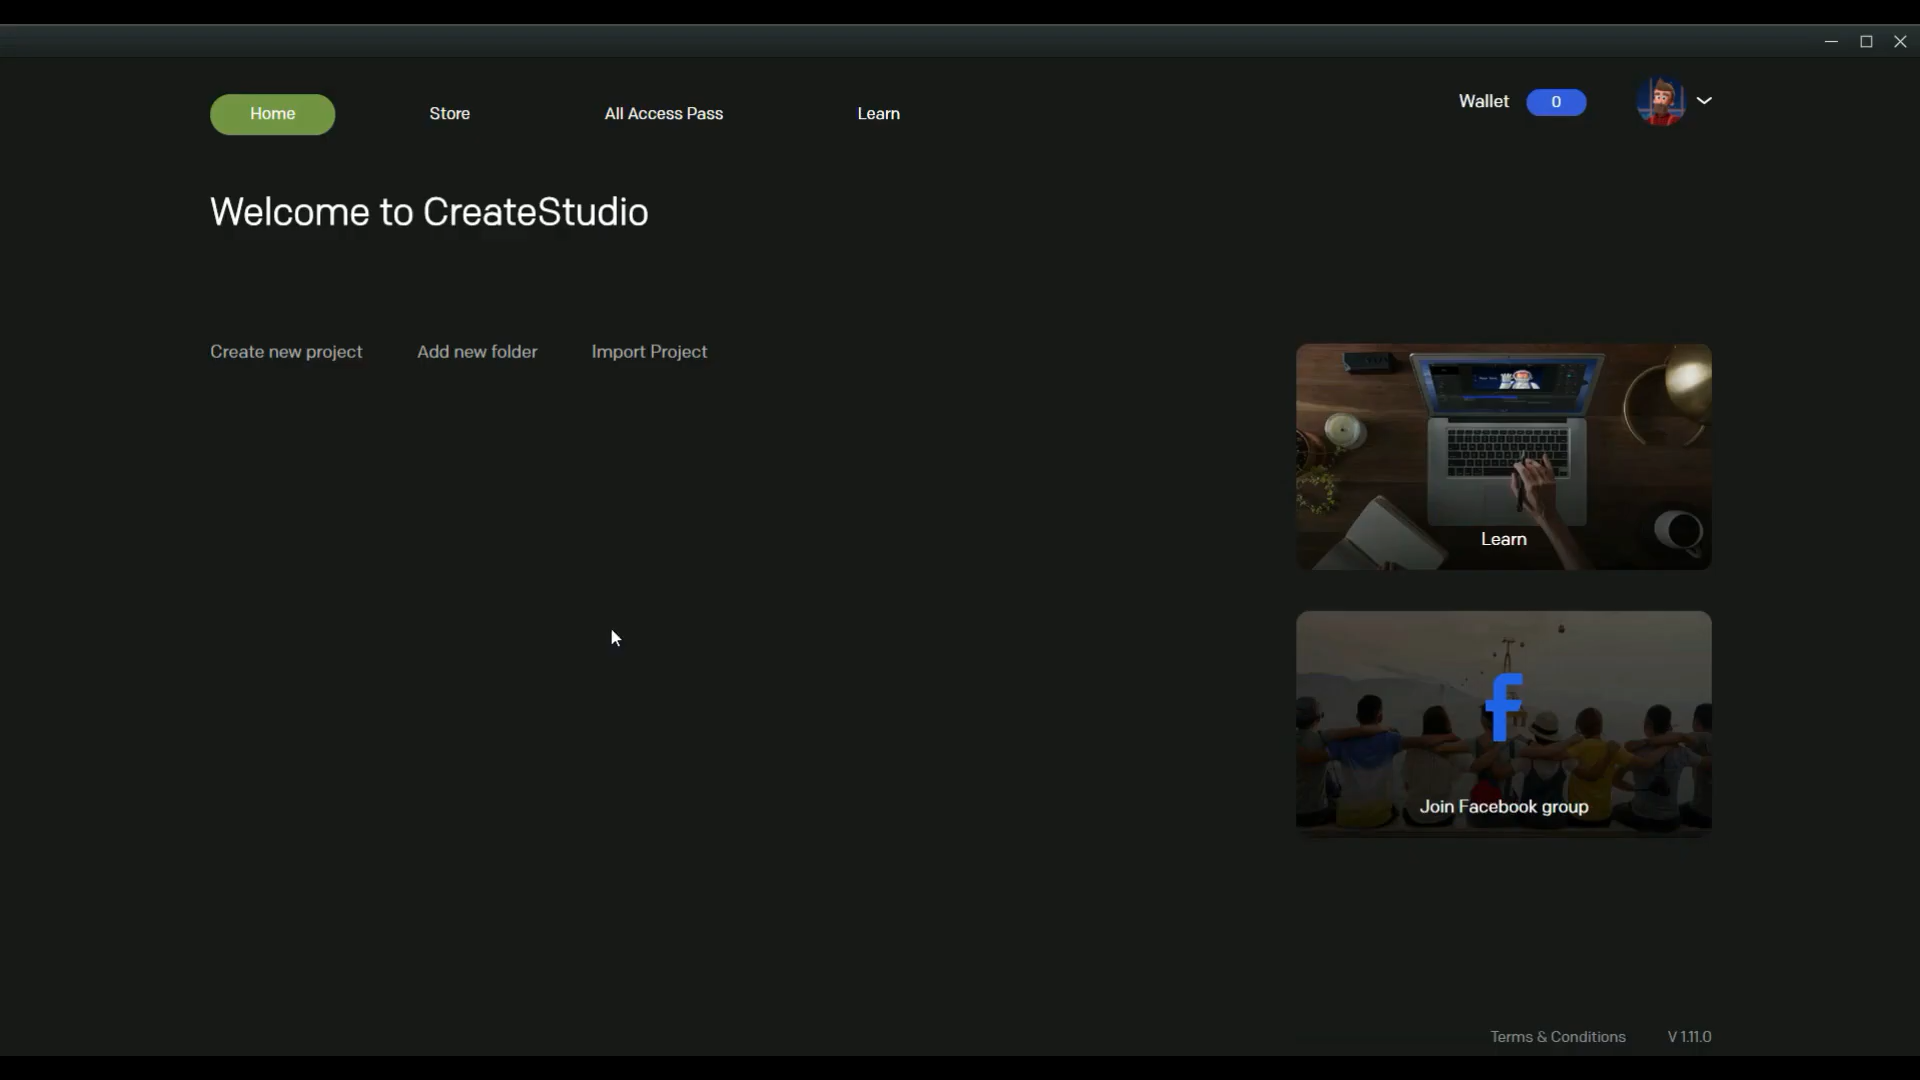 Home
Store
All Access Pass
Learn
Wallet
0
Welcome to CreateStudio
Create new project
Add new folder
Import Project
Learn
Join Facebook group
Terms & Conditions
V 1.11.0